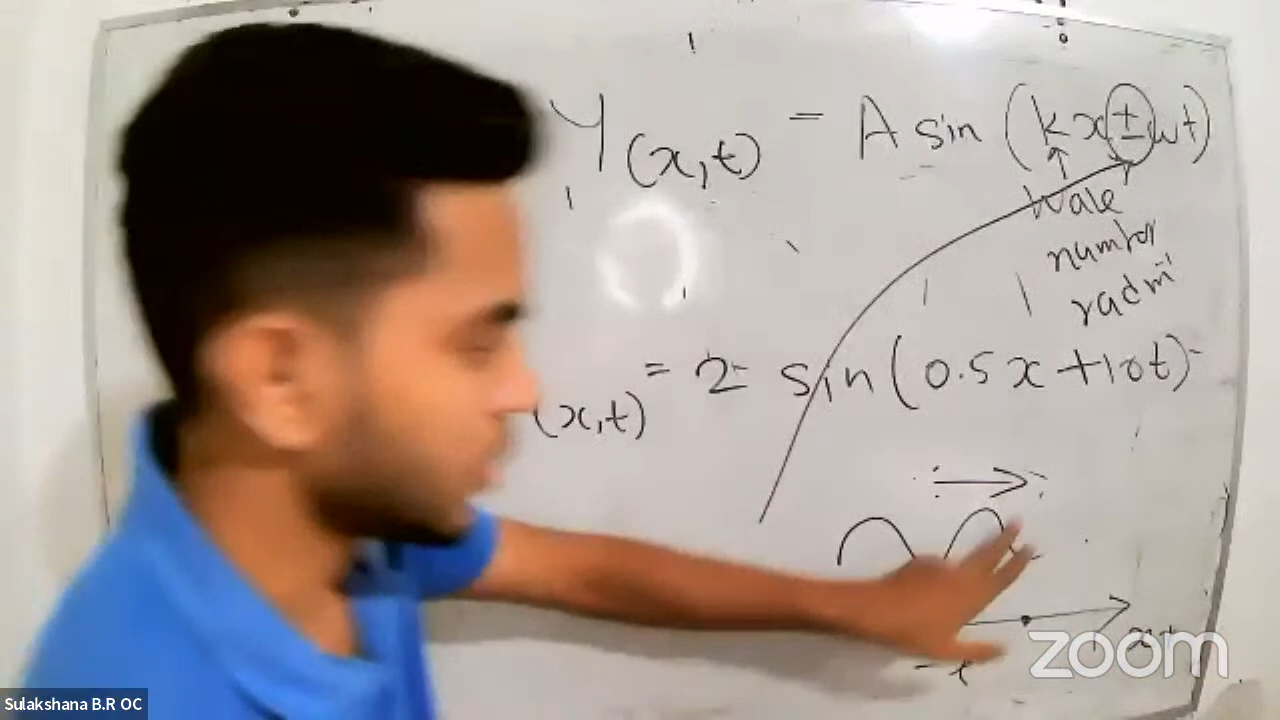 Y(x,t) = A sin (kx ± ωt)
Wave
number
rad m⁻¹
(x,t) = 2 sin (0.5x + 10t)
-x
zoom
Sulakshana B.R OC